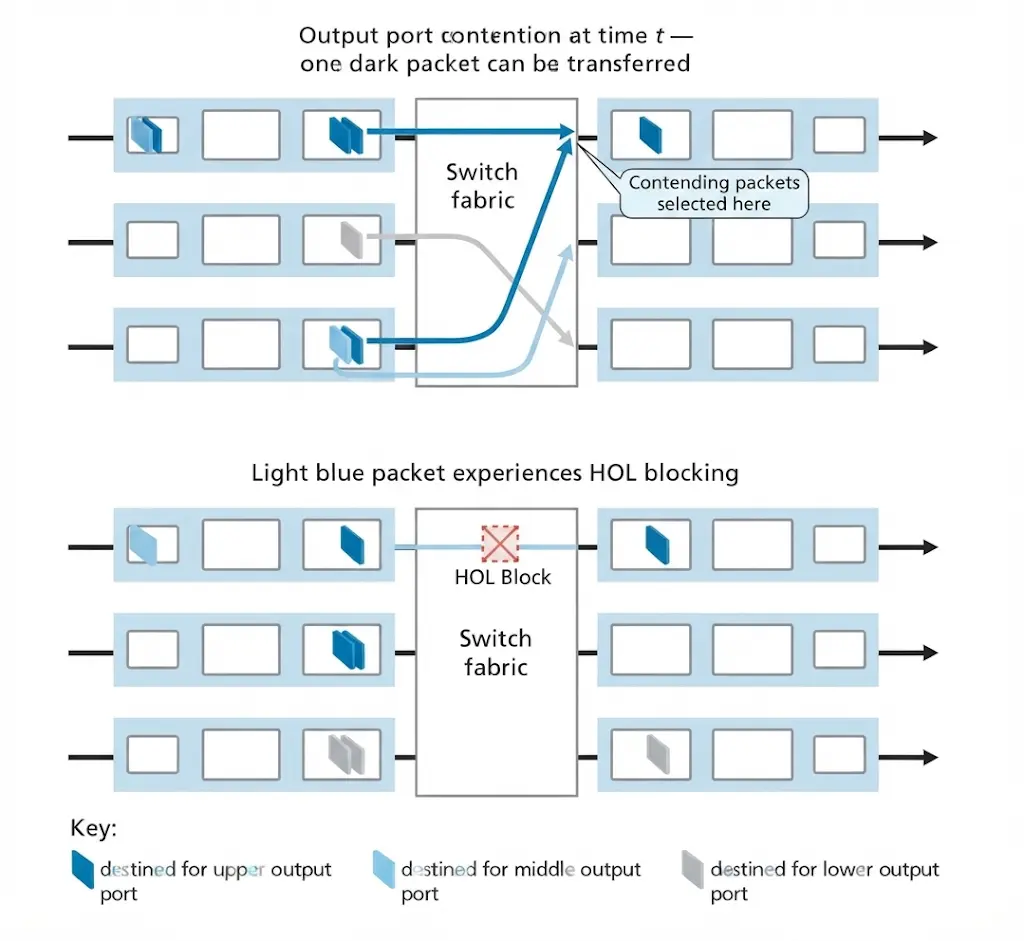 Output port contention at time t —
one dark packet can be transferred
Switch
fabric
Contending packets
selected here
Light blue packet experiences HOL blocking
HOL Block
Switch
fabric
Key:
destined for upper output
port
destined for middle output
port
destined for lower output
port